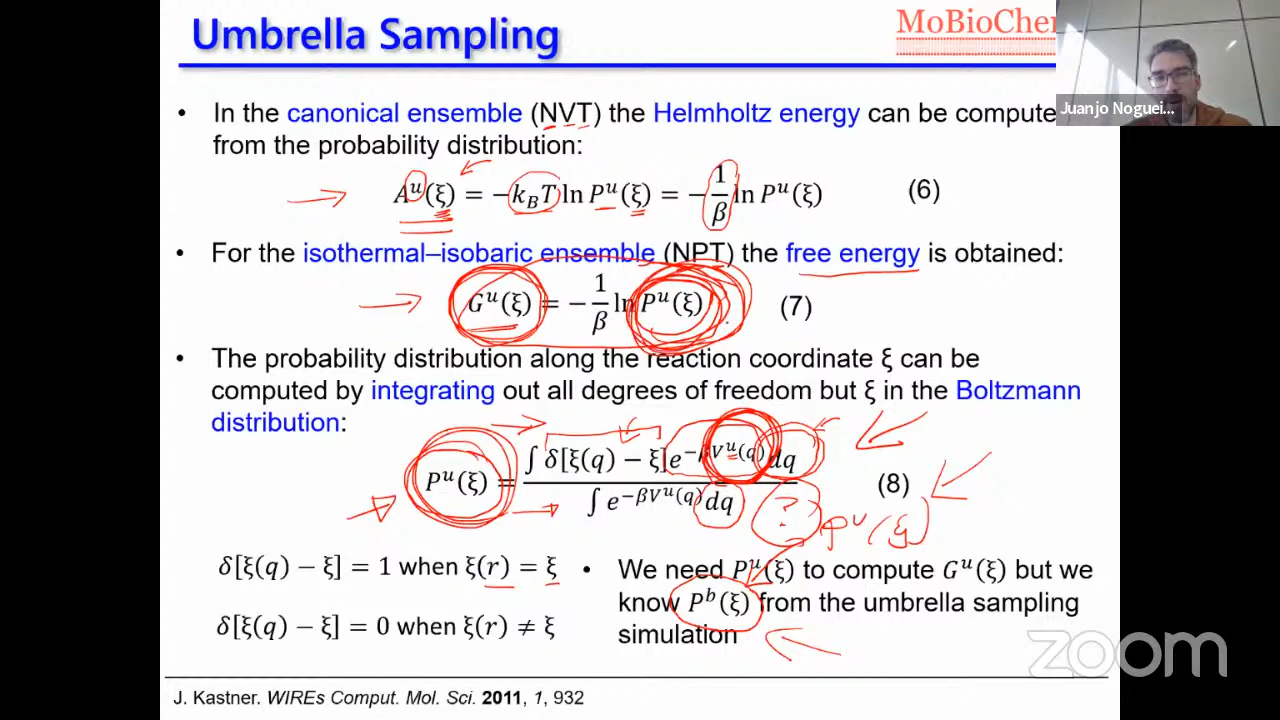 Umbrella Sampling
MoBioChem
Juanjo Noguei...
• In the canonical ensemble (NVT) the Helmholtz energy can be compute
from the probability distribution:
Aᵘ(ξ) = −k_BT ln Pᵘ(ξ) = − 1/β ln Pᵘ(ξ) (6)
• For the isothermal–isobaric ensemble (NPT) the free energy is obtained:
Gᵘ(ξ) = − 1/β ln Pᵘ(ξ) (7)
• The probability distribution along the reaction coordinate ξ can be
computed by integrating out all degrees of freedom but ξ in the Boltzmann
distribution:
Pᵘ(ξ) = ∫ δ[ξ(q) − ξ]e^(−βVᵘ(q)) dq / ∫ e^(−βVᵘ(q)) dq (8)
? Pᵘ(ξ)
δ[ξ(q) − ξ] = 1 when ξ(r) = ξ
δ[ξ(q) − ξ] = 0 when ξ(r) ≠ ξ
• We need Pᵘ(ξ) to compute Gᵘ(ξ) but we
know Pᵇ(ξ) from the umbrella sampling
simulation
zoom
J. Kastner. WIREs Comput. Mol. Sci. 2011, 1, 932